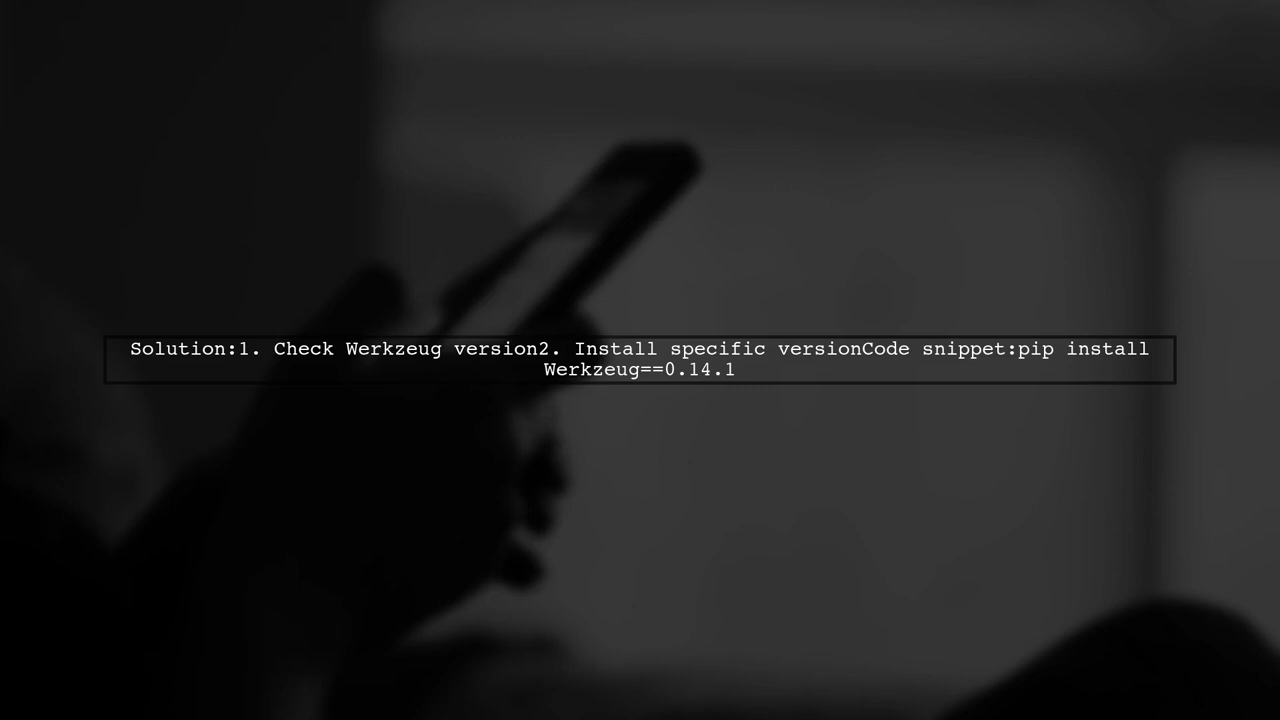 Solution:1. Check Werkzeug version2. Install specific versionCode snippet:pip install
Werkzeug==0.14.1